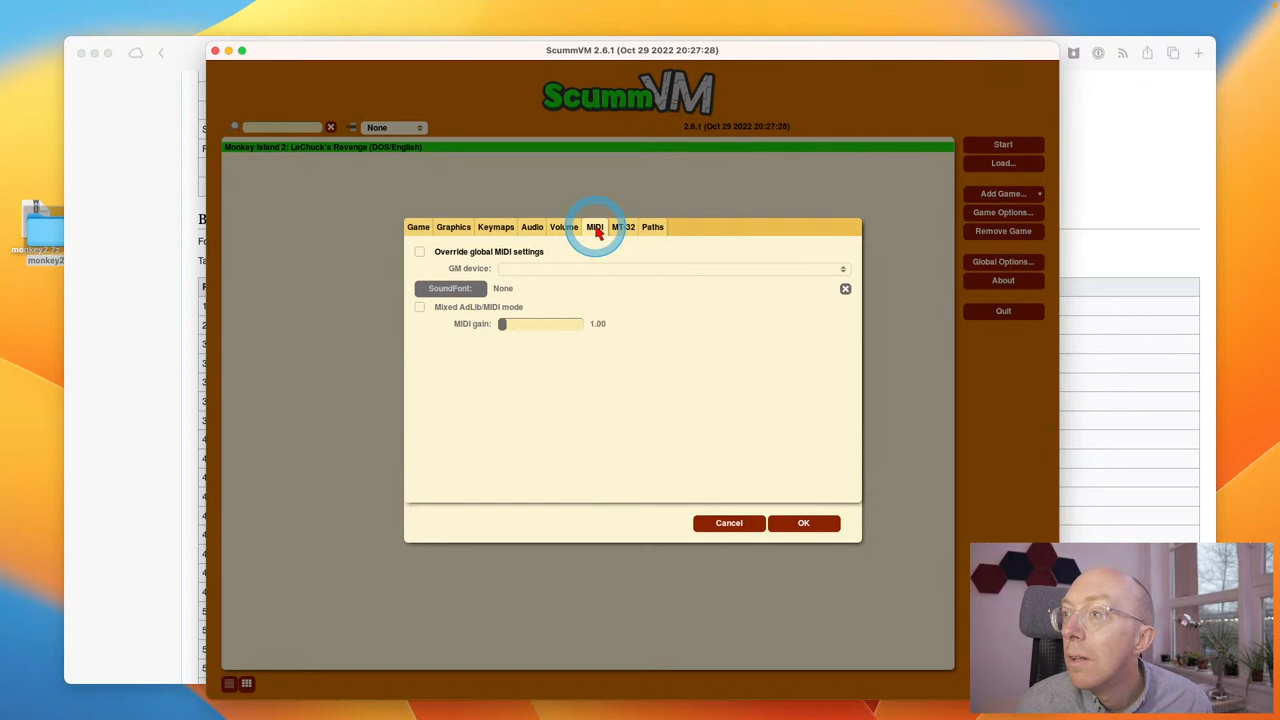 ScummVM 2.6.1 (Oct 29 2022 20:27:28)
ScummVM
None
2.6.1 (Oct 29 2022 20:27:28)
Monkey Island 2: LeChuck's Revenge (DOS/English)
Start
Load...
Add Game...
Game Options...
Remove Game
Global Options...
About
Quit
Game Graphics Keymaps Audio Volume MIDI MT-32 Paths
Override global MIDI settings
GM device:
SoundFont: None
Mixed AdLib/MIDI mode
MIDI gain: 1.00
Cancel OK
monkey2.7z
monkey2